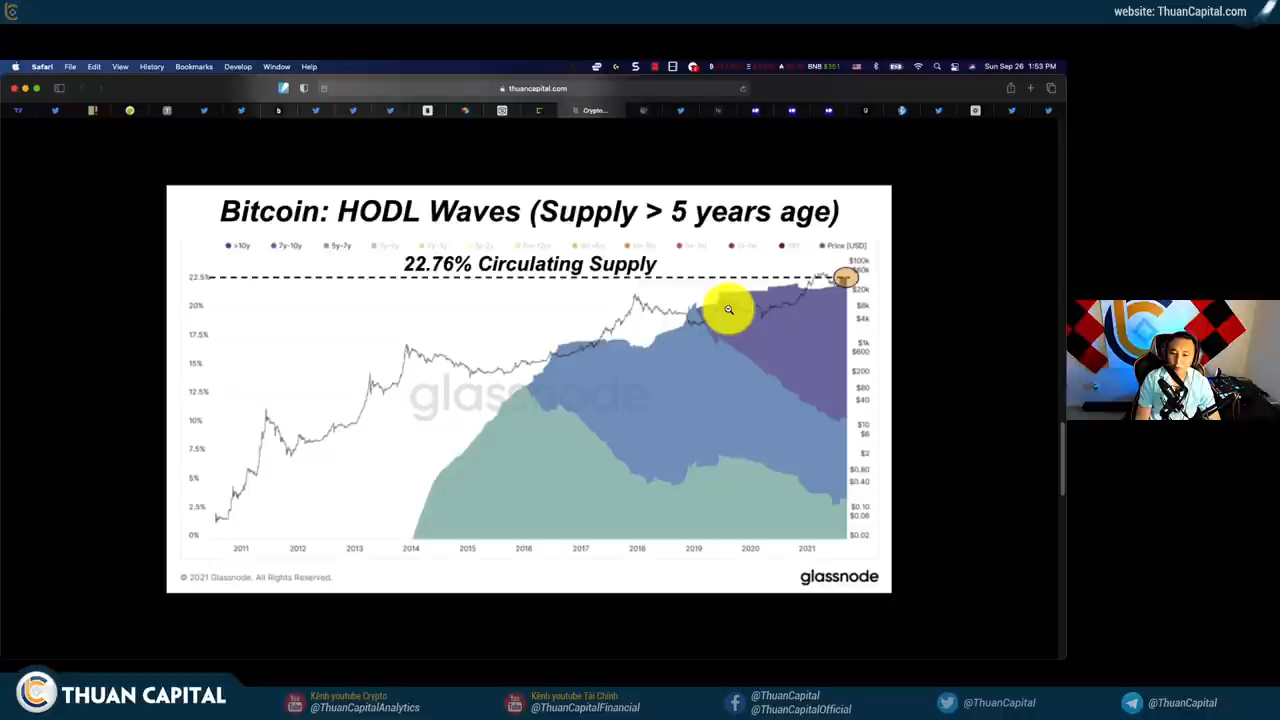 website: ThuanCapital.com
Safari File Edit View History Bookmarks Develop Window Help
BNB $351
Sun Sep 26 1:53 PM
thuancapital.com
Crypto...
Bitcoin: HODL Waves (Supply > 5 years age)
>10y 7y-10y 5y-7y Price [USD]
22.76% Circulating Supply
22.5%
20%
17.5%
15%
12.5%
10%
7.5%
5%
2.5%
0%
$100k
$60k
$20k
$8k
$4k
$1k
$600
$200
$80
$40
$10
$6
$2
$0.80
$0.40
$0.10
$0.06
$0.02
glassnode
2011 2012 2013 2014 2015 2016 2017 2018 2019 2020 2021
© 2021 Glassnode. All Rights Reserved.
glassnode
THUAN CAPITAL
Kênh youtube Crypto
@ThuanCapitalAnalytics
Kênh youtube Tài Chính
@ThuanCapitalFinancial
@ThuanCapital
@ThuanCapitalOfficial
@ThuanCapital
@ThuanCapital